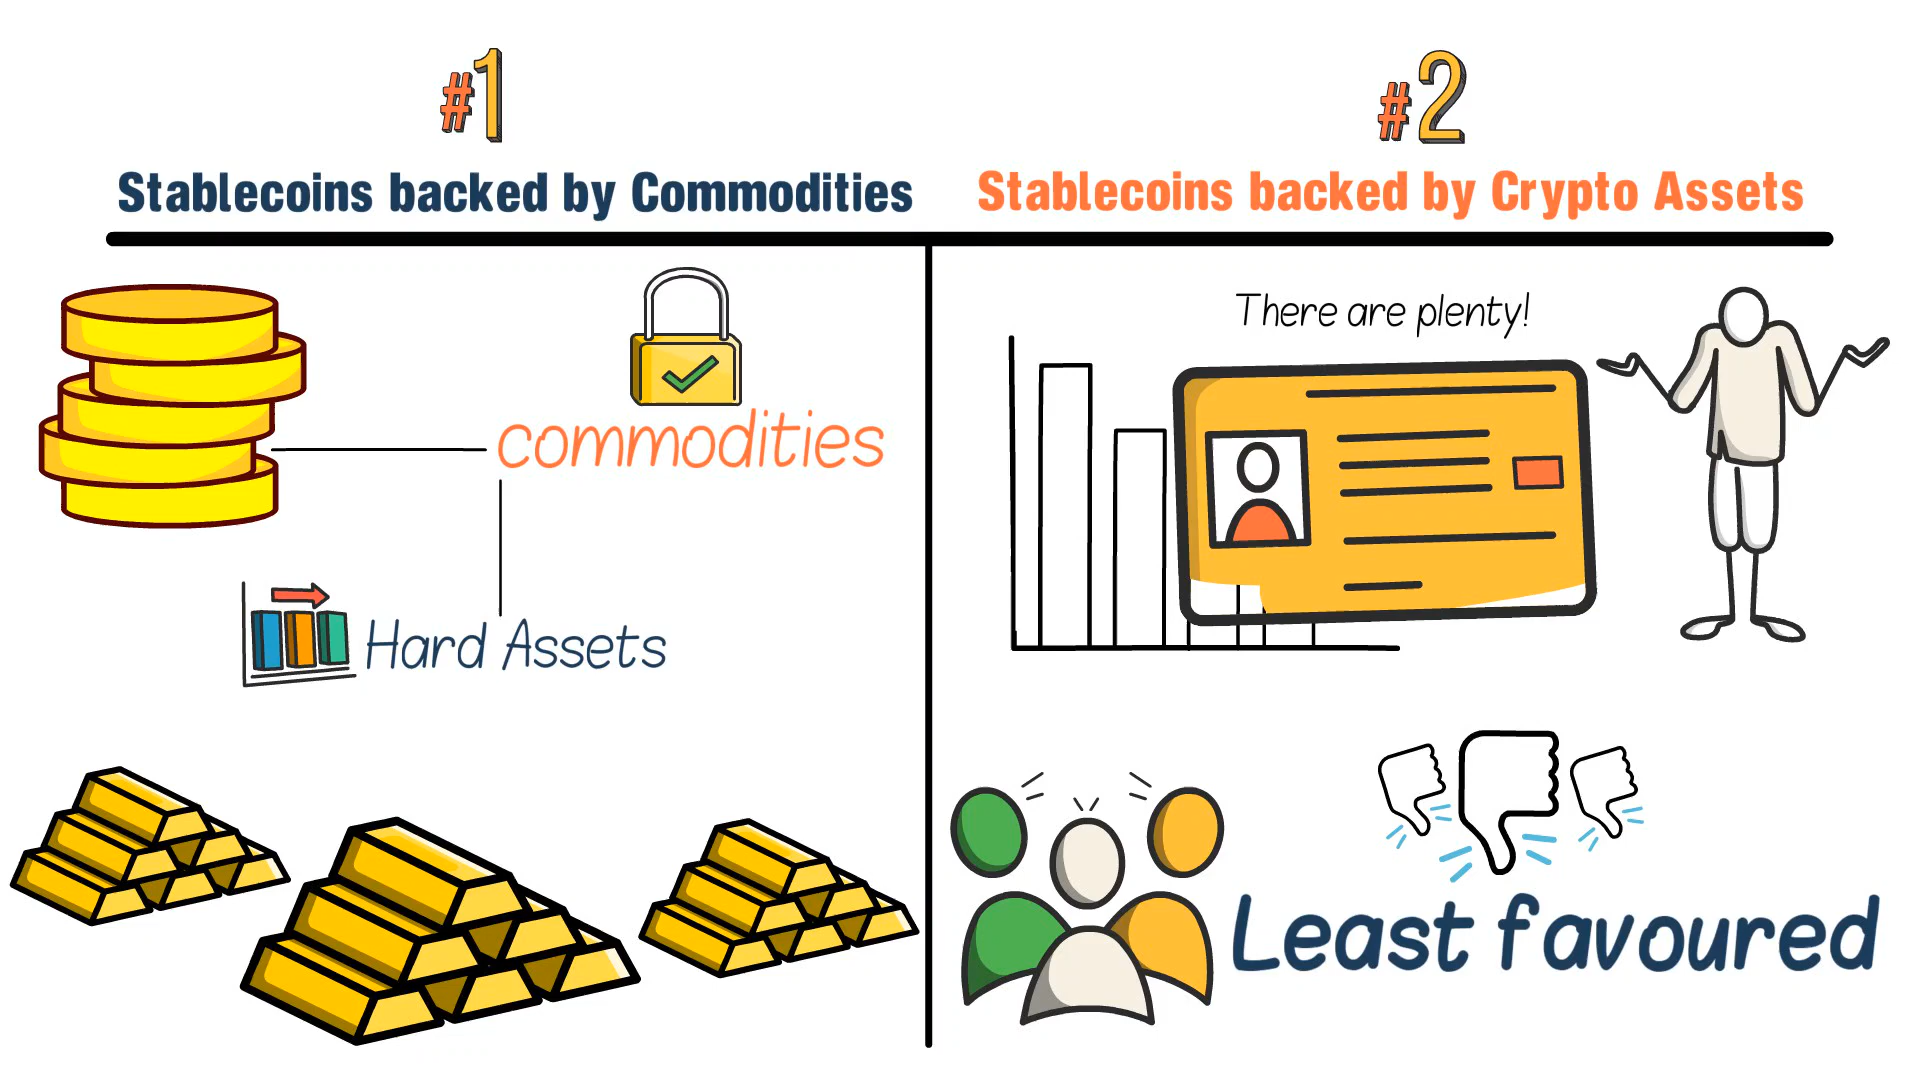 #1
Stablecoins backed by Commodities
commodities
Hard Assets
#2
Stablecoins backed by Crypto Assets
There are plenty!
Least favoured